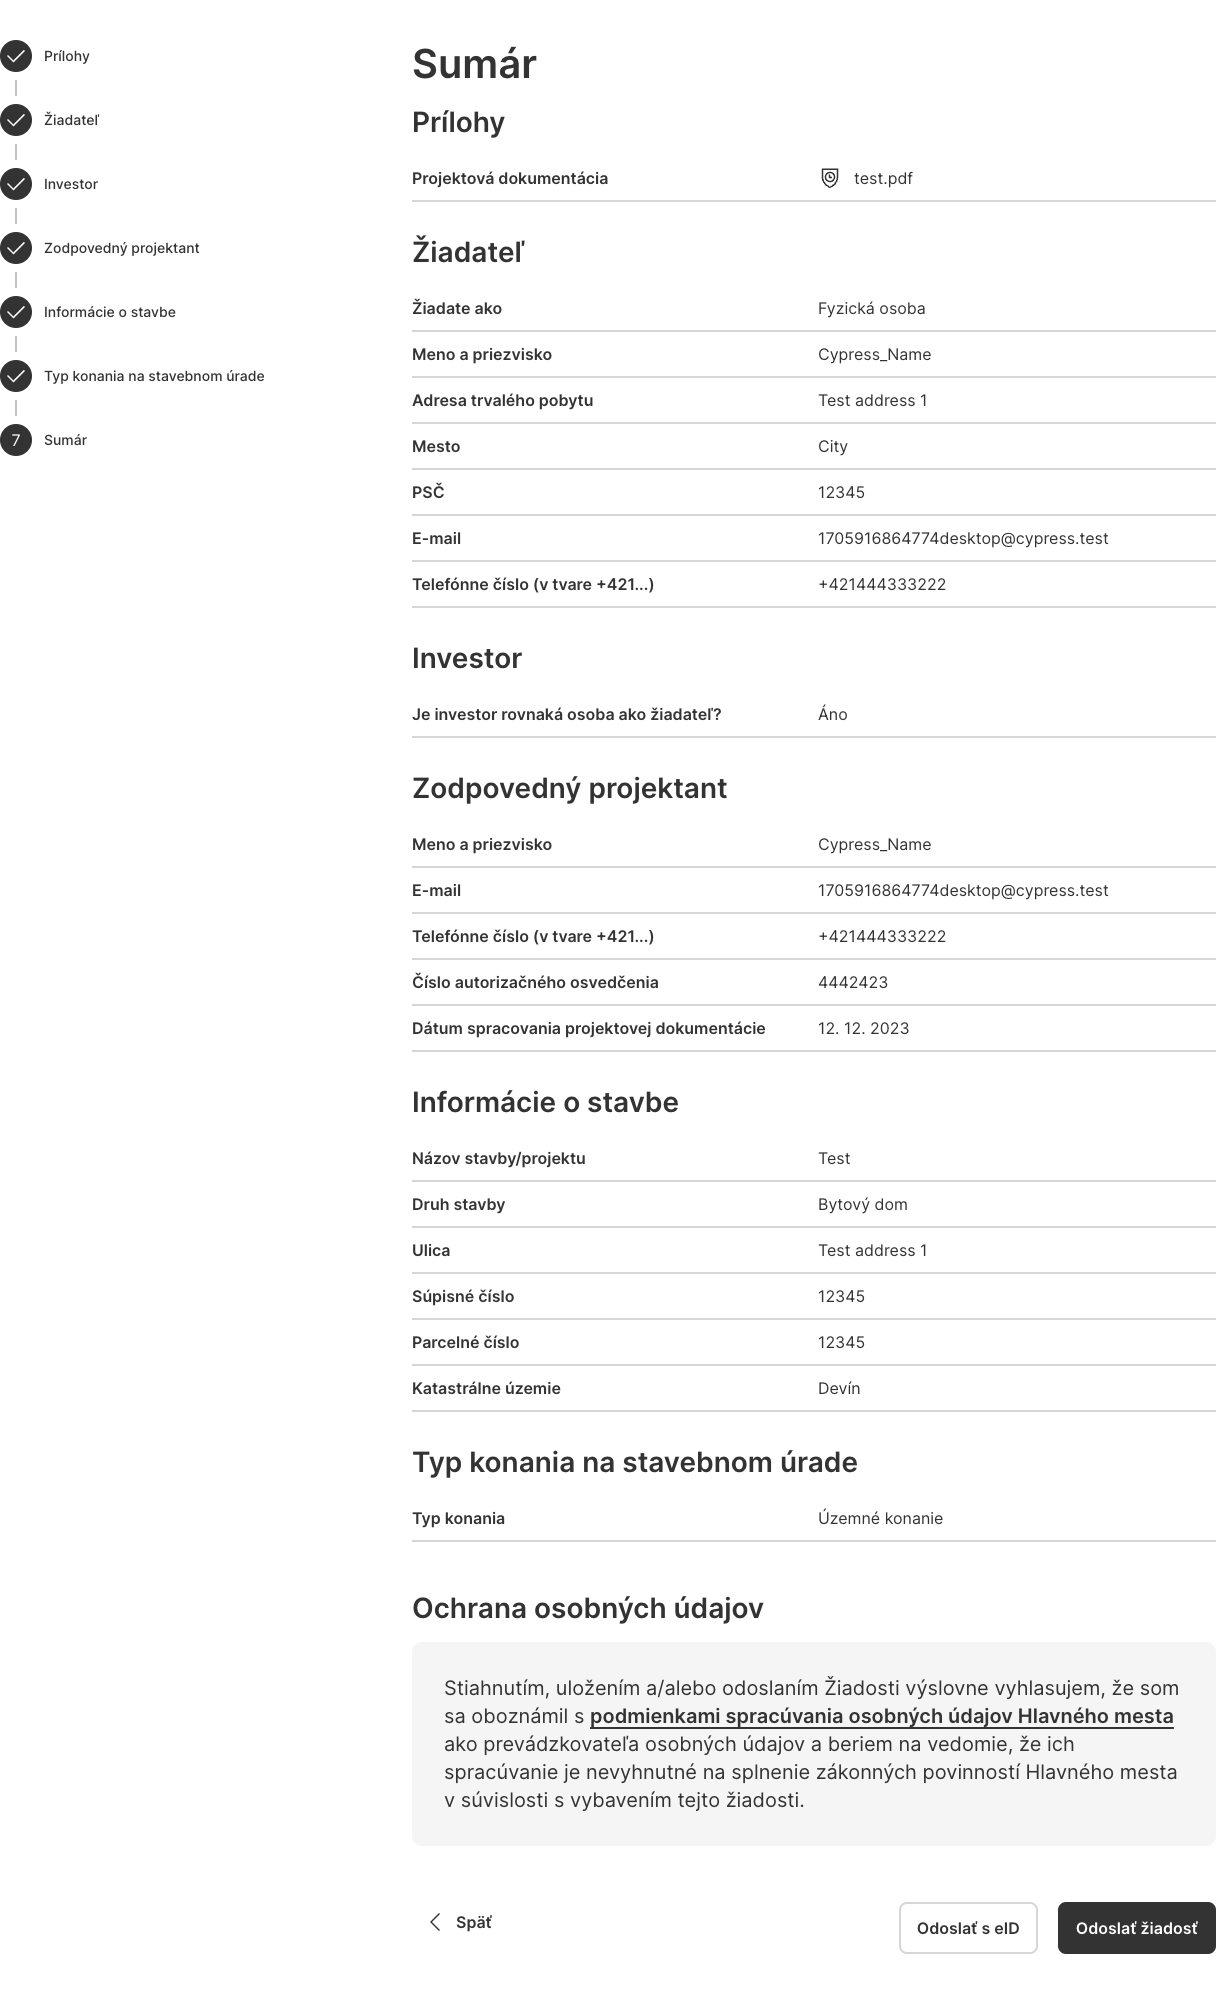 Prílohy
Žiadateľ
Investor
Zodpovedný projektant
Informácie o stavbe
Typ konania na stavebnom úrade
7 Sumár
Sumár
Prílohy
Projektová dokumentácia test.pdf
Žiadateľ
Žiadate ako Fyzická osoba
Meno a priezvisko Cypress_Name
Adresa trvalého pobytu Test address 1
Mesto City
PSČ 12345
E-mail 1705916864774desktop@cypress.test
Telefónne číslo (v tvare +421...) +421444333222
Investor
Je investor rovnaká osoba ako žiadateľ? Áno
Zodpovedný projektant
Meno a priezvisko Cypress_Name
E-mail 1705916864774desktop@cypress.test
Telefónne číslo (v tvare +421...) +421444333222
Číslo autorizačného osvedčenia 4442423
Dátum spracovania projektovej dokumentácie 12. 12. 2023
Informácie o stavbe
Názov stavby/projektu Test
Druh stavby Bytový dom
Ulica Test address 1
Súpisné číslo 12345
Parcelné číslo 12345
Katastrálne územie Devín
Typ konania na stavebnom úrade
Typ konania Územné konanie
Ochrana osobných údajov
Stiahnutím, uložením a/alebo odoslaním Žiadosti výslovne vyhlasujem, že som
sa oboznámil s podmienkami spracúvania osobných údajov Hlavného mesta
ako prevádzkovateľa osobných údajov a beriem na vedomie, že ich
spracúvanie je nevyhnutné na splnenie zákonných povinností Hlavného mesta
v súvislosti s vybavením tejto žiadosti.
Späť Odoslať s eID Odoslať žiadosť